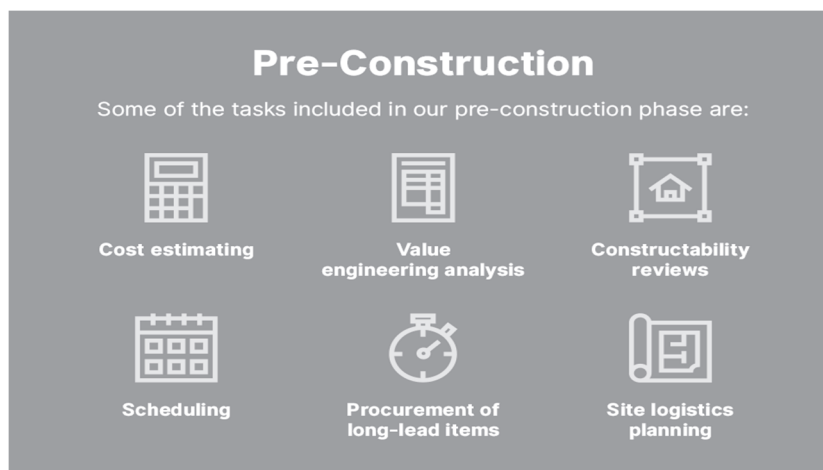 Pre-Construction
Some of the tasks included in our pre-construction phase are:
Cost estimating
Value
engineering analysis
Constructability
reviews
Scheduling
Procurement of
long-lead items
Site logistics
planning